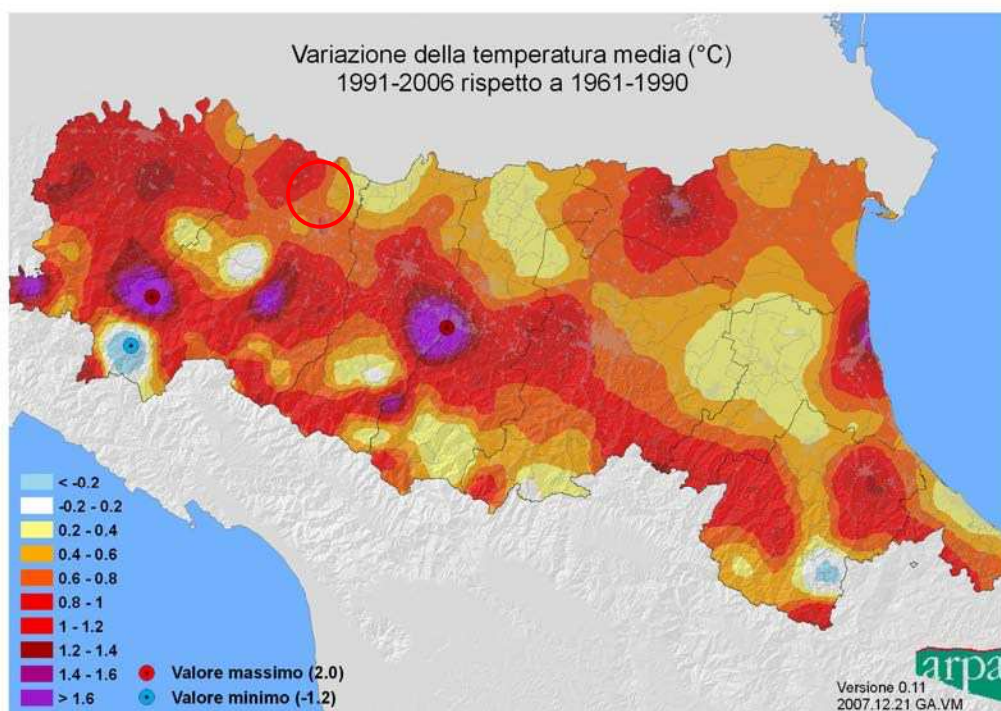 Variazione della temperatura media (°C)
1991-2006 rispetto a 1961-1990
< -0.2
-0.2 - 0.2
0.2 - 0.4
0.4 - 0.6
0.6 - 0.8
0.8 - 1
1 - 1.2
1.2 - 1.4
1.4 - 1.6
> 1.6
Valore massimo (2.0)
Valore minimo (-1.2)
arpa
Versione 0.11
2007.12.21 GA.VM